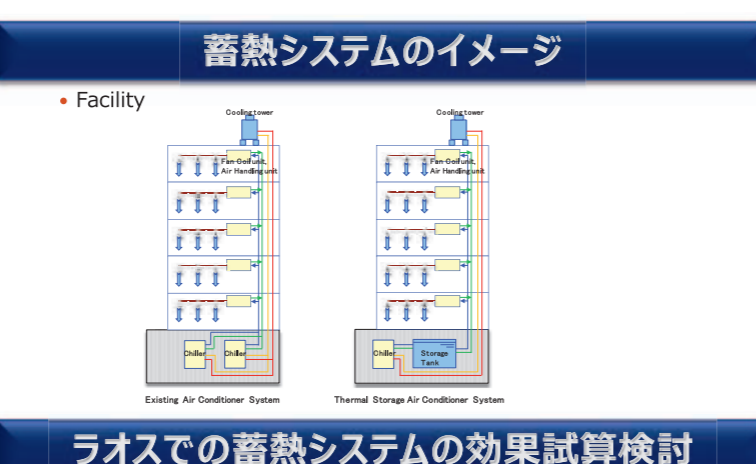 蓄熱システムのイメージ
• Facility
Cooling tower
Cooling tower
Fan Coil unit,
Air Handling unit
Fan Coil unit,
Air Handling unit
Chiller
Chiller
Chiller
Storage
Tank
Existing Air Conditioner System
Thermal Storage Air Conditioner System
ラオスでの蓄熱システムの効果試算検討